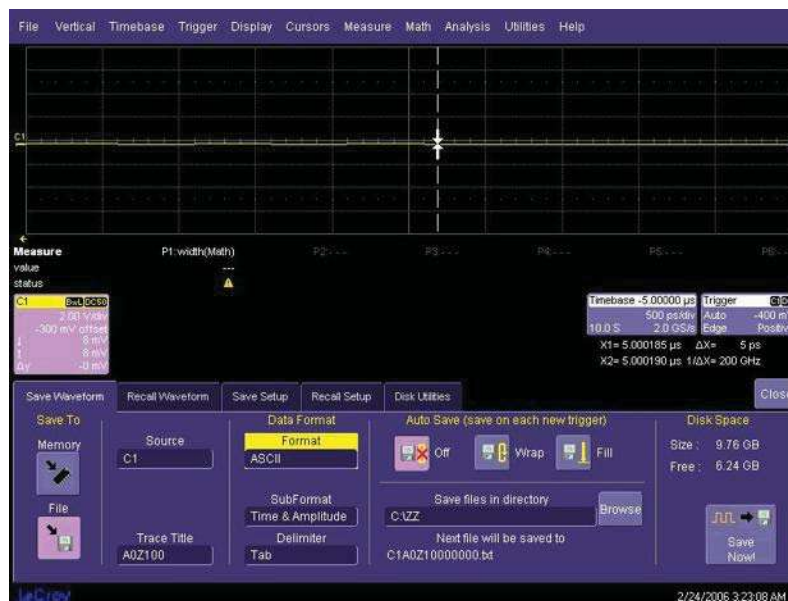 File Vertical Timebase Trigger Display Cursors Measure Math Analysis Utilities Help
C1
Measure P1:width(Math) P2:--- P3:--- P4:--- P5:--- P6:---
value ---
status
C1 BwL DC50
2.00 V/div
-300 mV offset
8 mV
8 mV
Δy -0 mV
Timebase -5.00000 µs Trigger C1
500 ps/div Auto -400 m
10.0 S 2.0 GS/s Edge Positiv
X1= 5.000185 µs ΔX= 5 ps
X2= 5.000190 µs 1/ΔX= 200 GHz
Save Waveform Recall Waveform Save Setup Recall Setup Disk Utilities Close
Save To Data Format Auto Save (save on each new trigger) Disk Space
Memory Source Format Off Wrap Fill Size : 9.76 GB
C1 ASCII Free : 6.24 GB
File SubFormat Save files in directory
Time & Amplitude C:\ZZ Browse
Trace Title Delimiter Next file will be saved to Save Now!
A0Z100 Tab C1A0Z10000000.txt
LeCroy 2/24/2006 3:23:08 AM